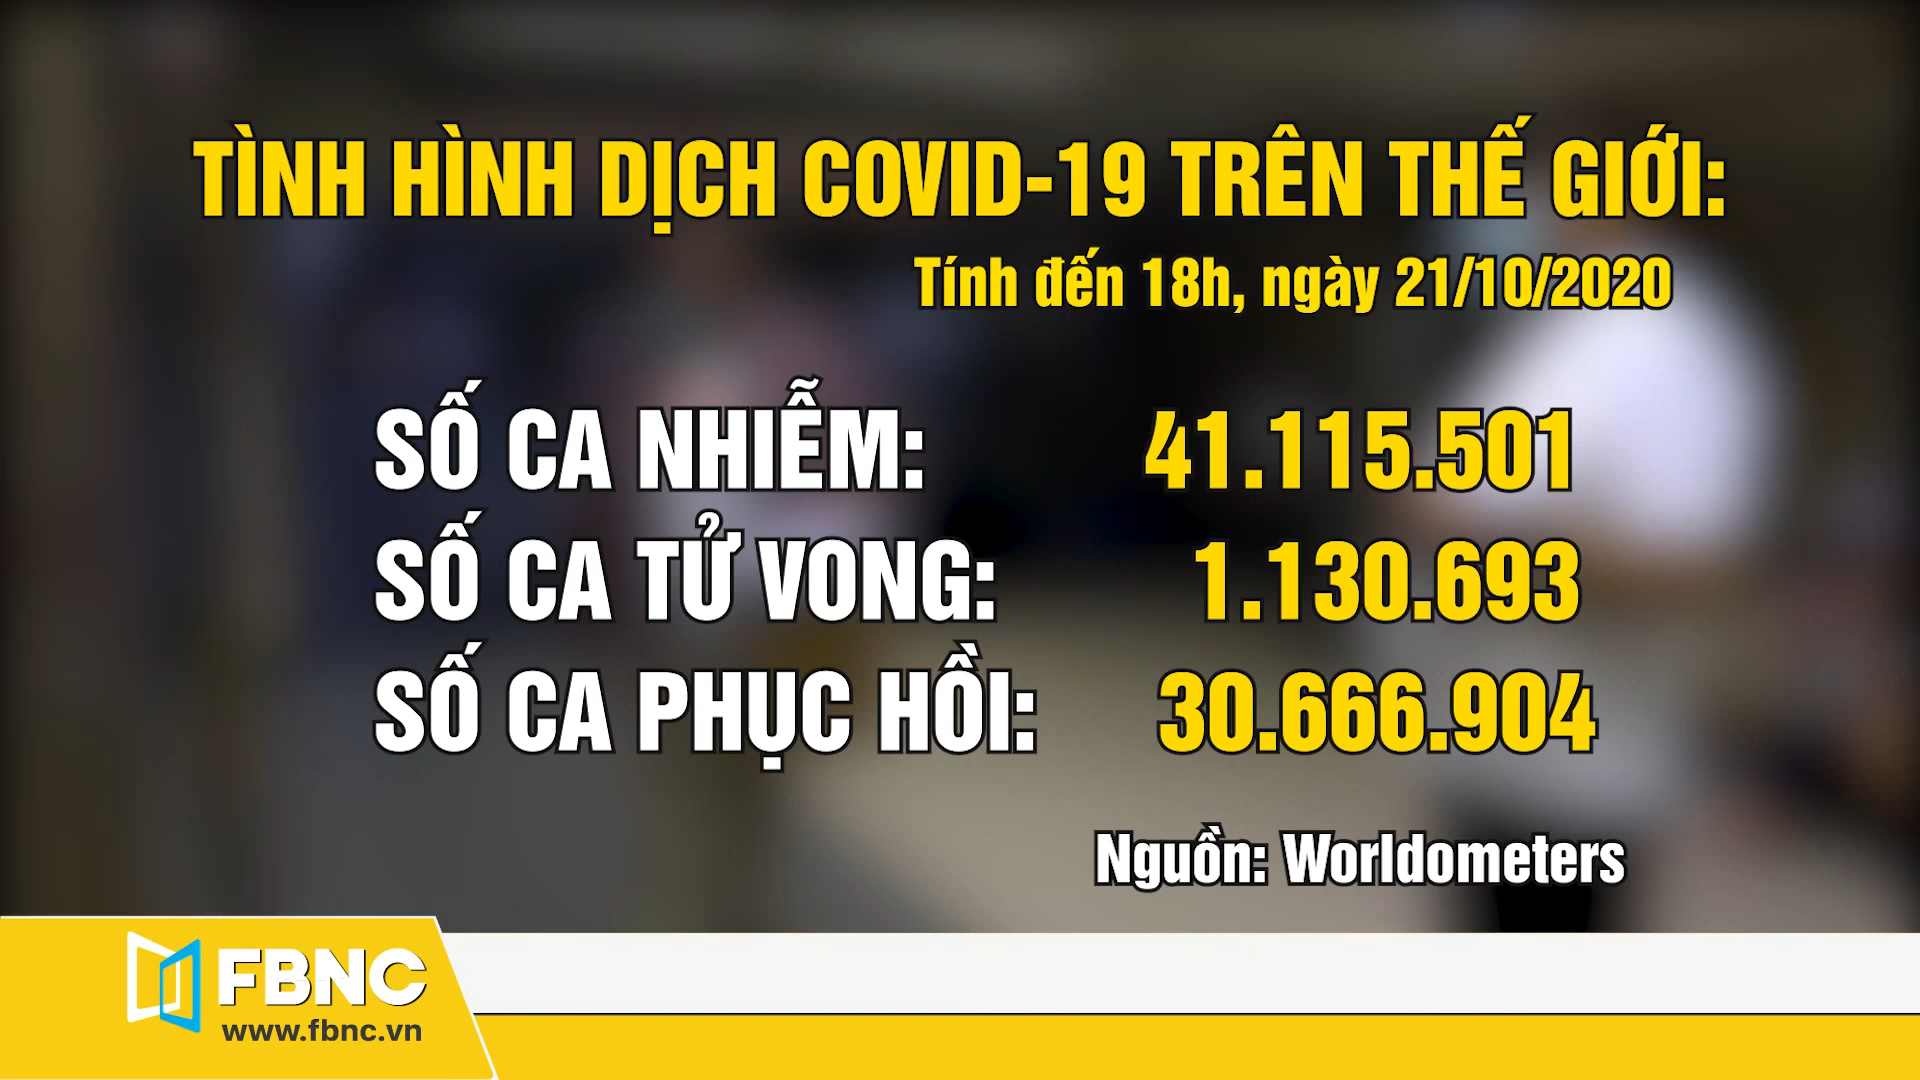 TÌNH HÌNH DỊCH COVID-19 TRÊN THẾ GIỚI:
Tính đến 18h, ngày 21/10/2020
SỐ CA NHIỄM: 41.115.501
SỐ CA TỬ VONG: 1.130.693
SỐ CA PHỤC HỒI: 30.666.904
Nguồn: Worldometers
FBNC
www.fbnc.vn